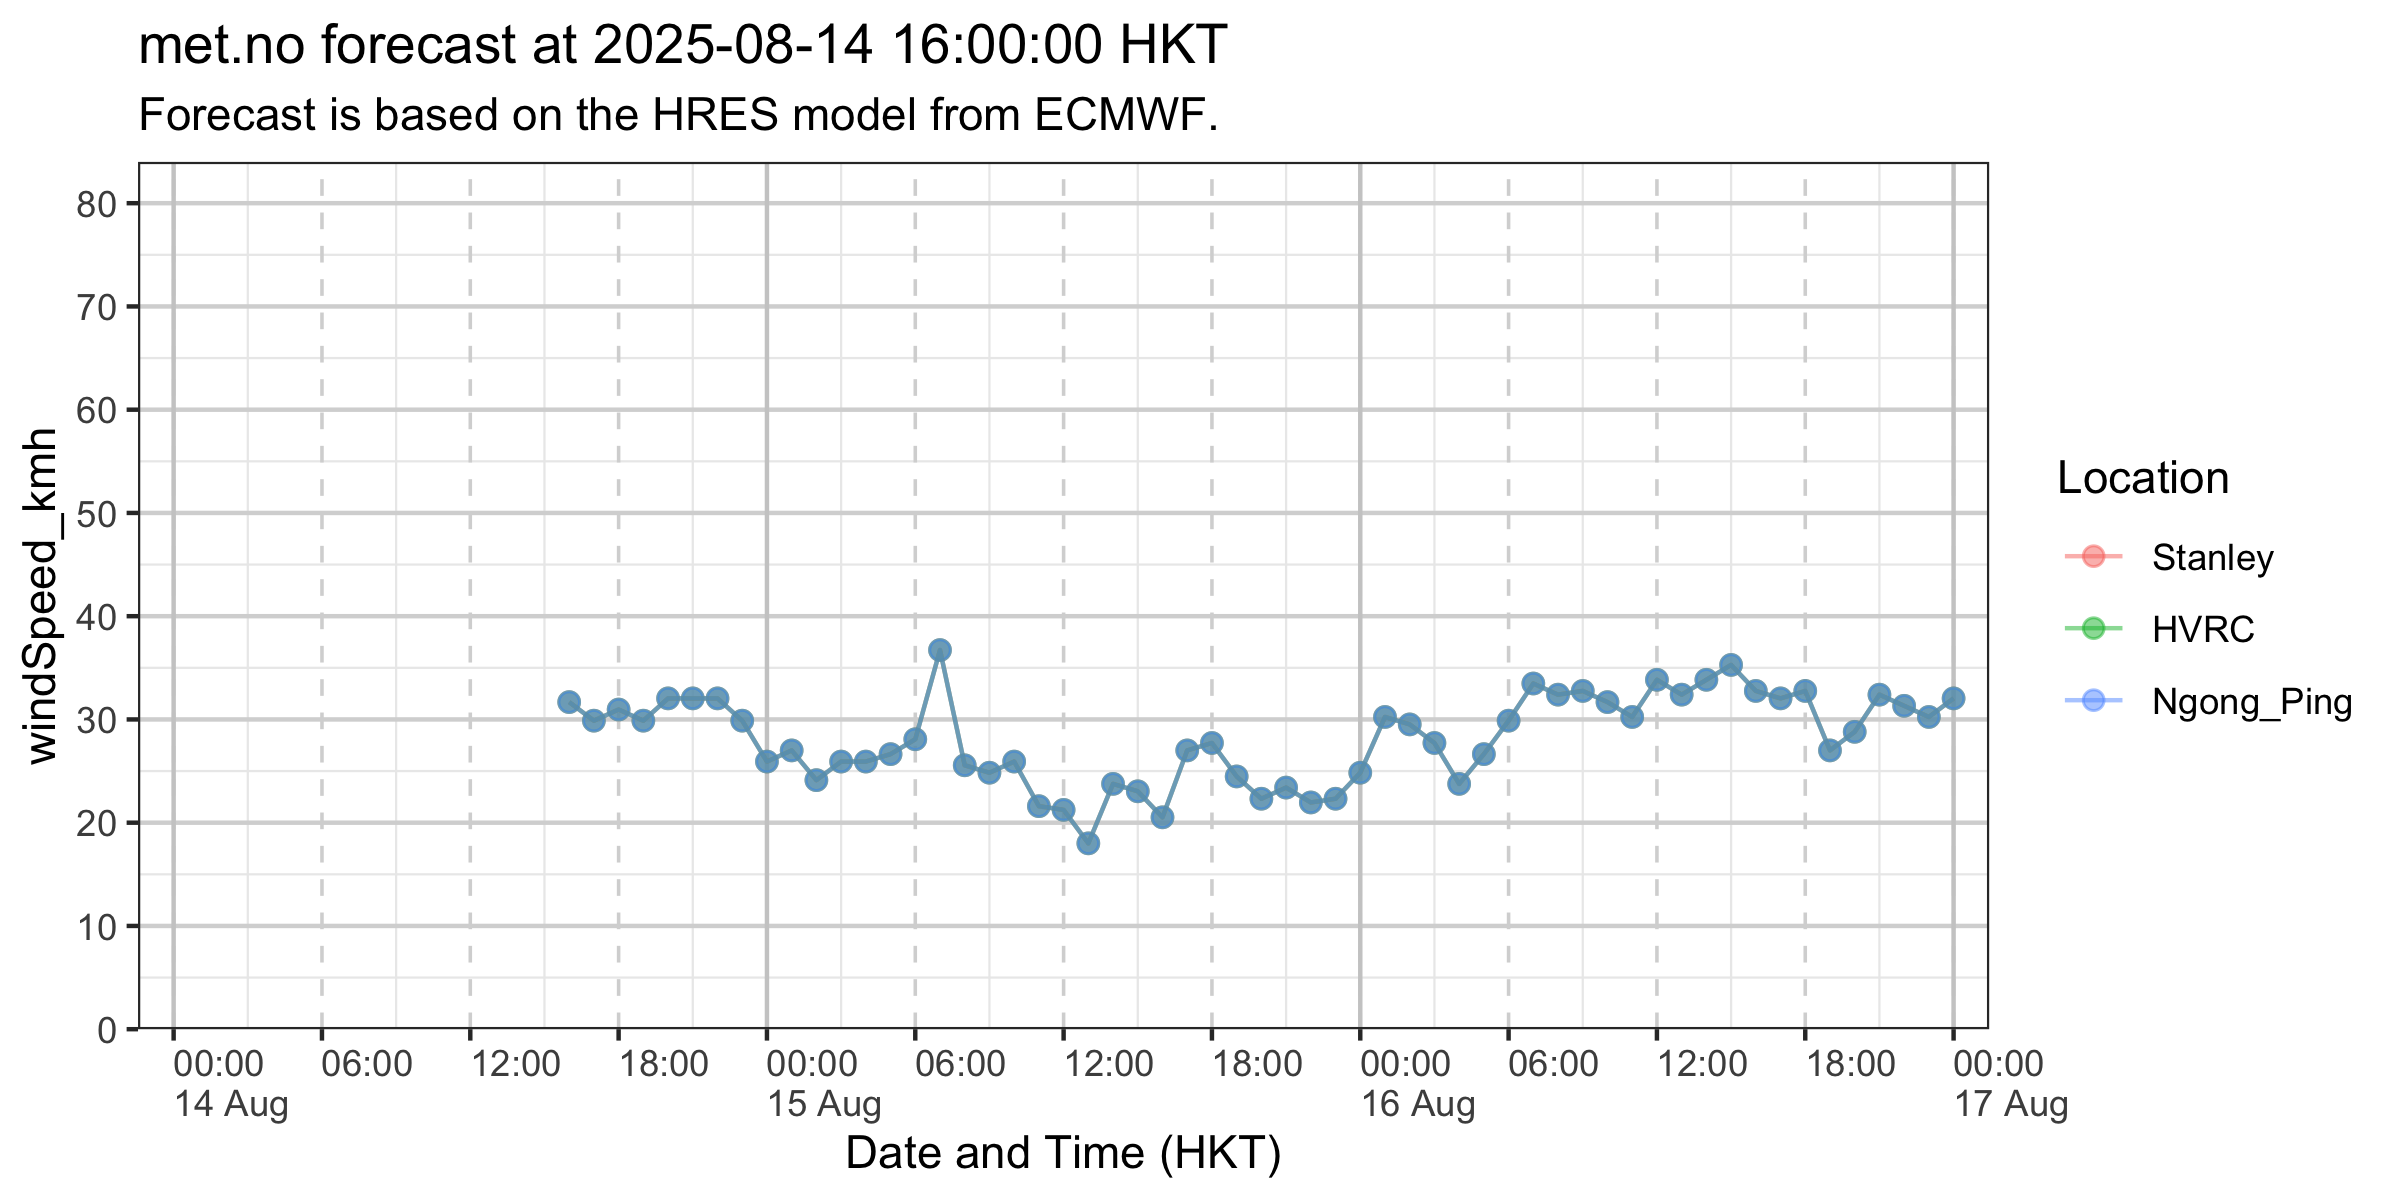 met.no forecast at 2025-08-14 16:00:00 HKT
Forecast is based on the HRES model from ECMWF.
windSpeed_kmh
80
70
60
50
40
30
20
10
0
00:00 06:00 12:00 18:00 00:00 06:00 12:00 18:00 00:00 06:00 12:00 18:00 00:00
14 Aug 15 Aug 16 Aug 17 Aug
Date and Time (HKT)
Location
Stanley
HVRC
Ngong_Ping